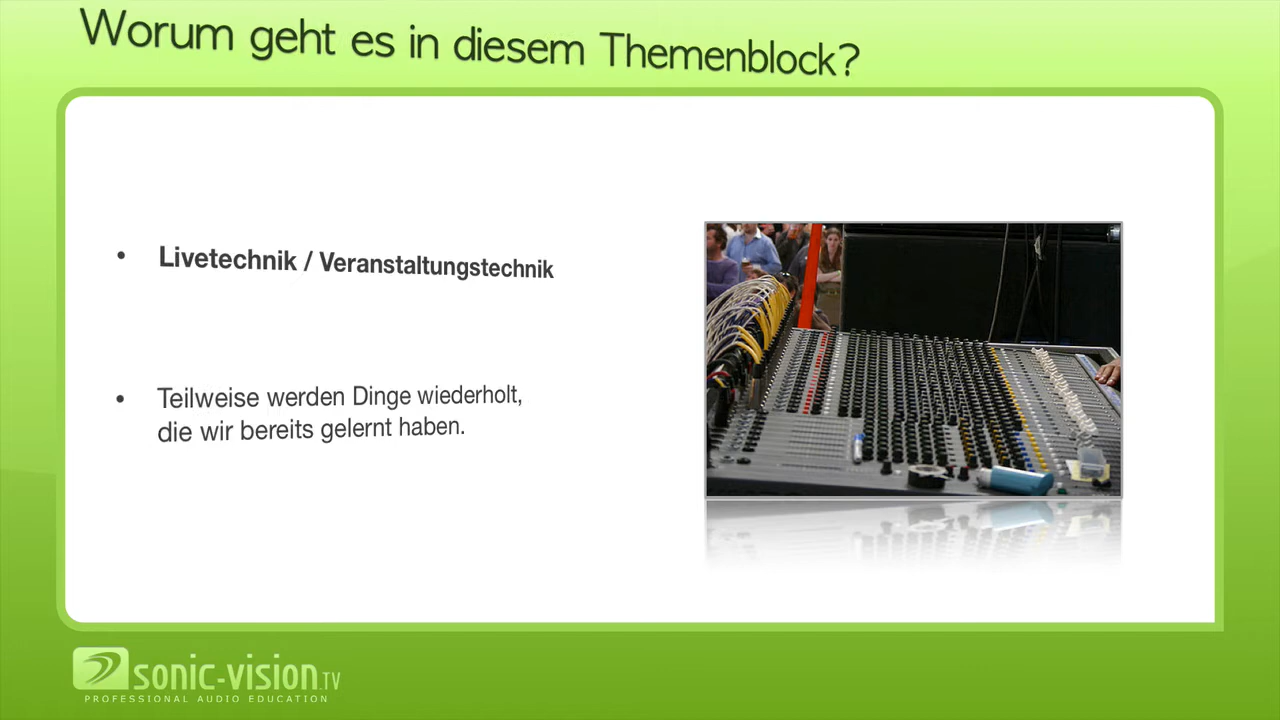 Worum geht es in diesem Themenblock?
• Livetechnik / Veranstaltungstechnik
• Teilweise werden Dinge wiederholt,
die wir bereits gelernt haben.
sonic-vision.TV
PROFESSIONAL AUDIO EDUCATION